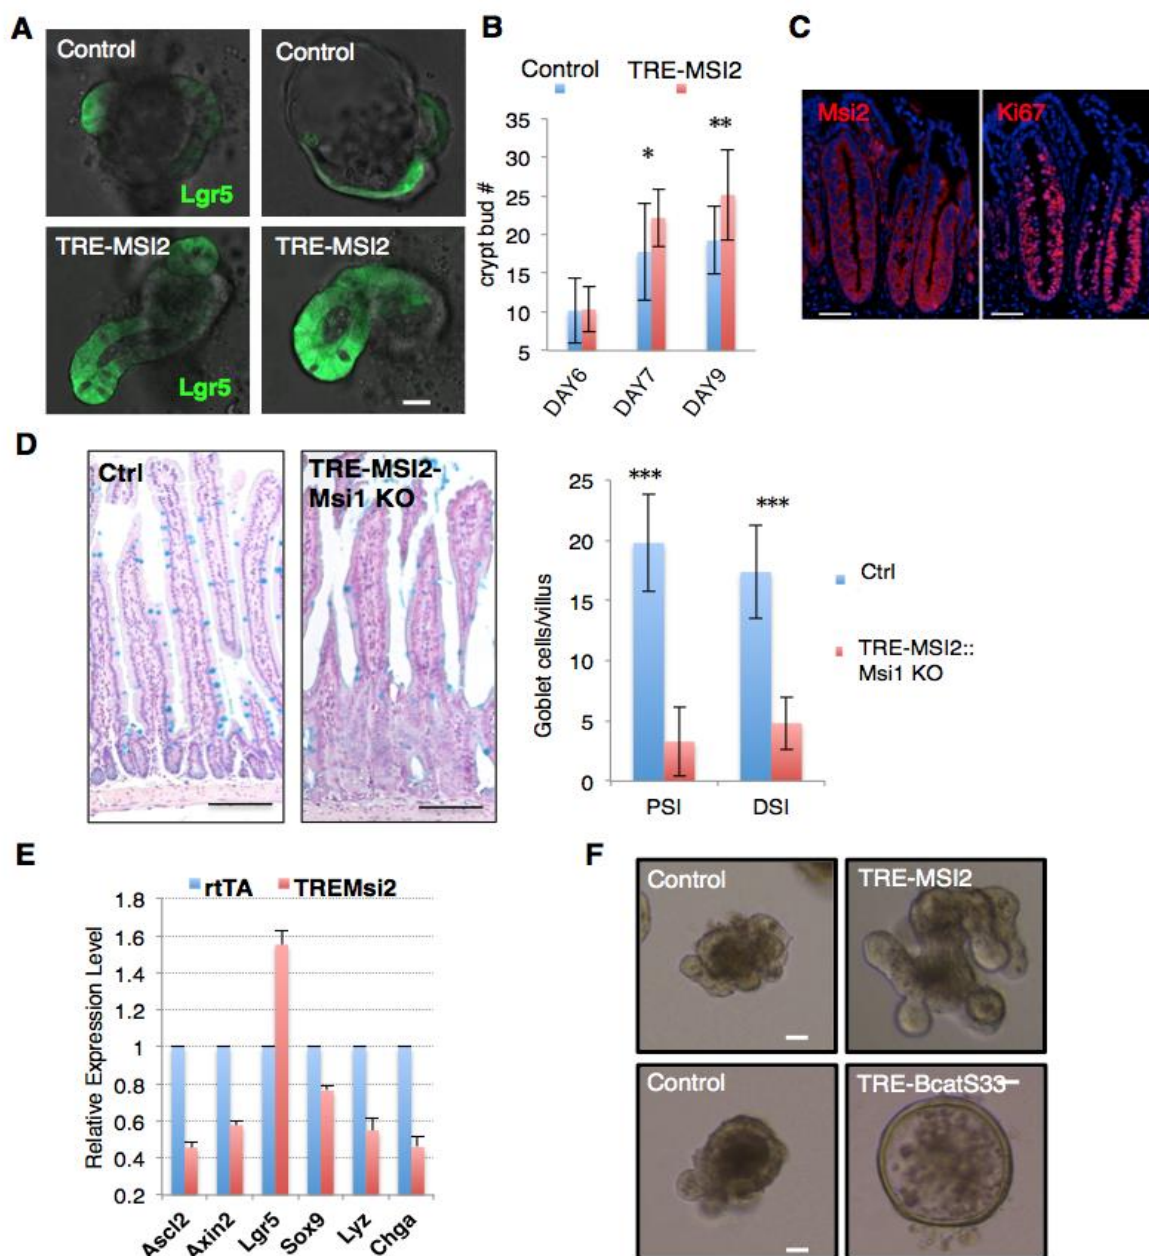 A
Control
Control
Lgr5
TRE-MSI2
TRE-MSI2
Lgr5
B
Control TRE-MSI2
35
30
25
20
15
10
5
crypt bud #
* **
DAY6 DAY7 DAY9
C
Msi2
Ki67
D
Ctrl
TRE-MSI2-
Msi1 KO
25
20
15
10
5
0
Goblet cells/villus
*** ***
PSI DSI
Ctrl
TRE-MSI2::
Msi1 KO
E
rtTA TREMsi2
1.8
1.6
1.4
1.2
1
0.8
0.6
0.4
0.2
Relative Expression Level
Ascl2 Axin2 Lgr5 Sox9 Lyz Chga
F
Control
TRE-MSI2
Control
TRE-BcatS33